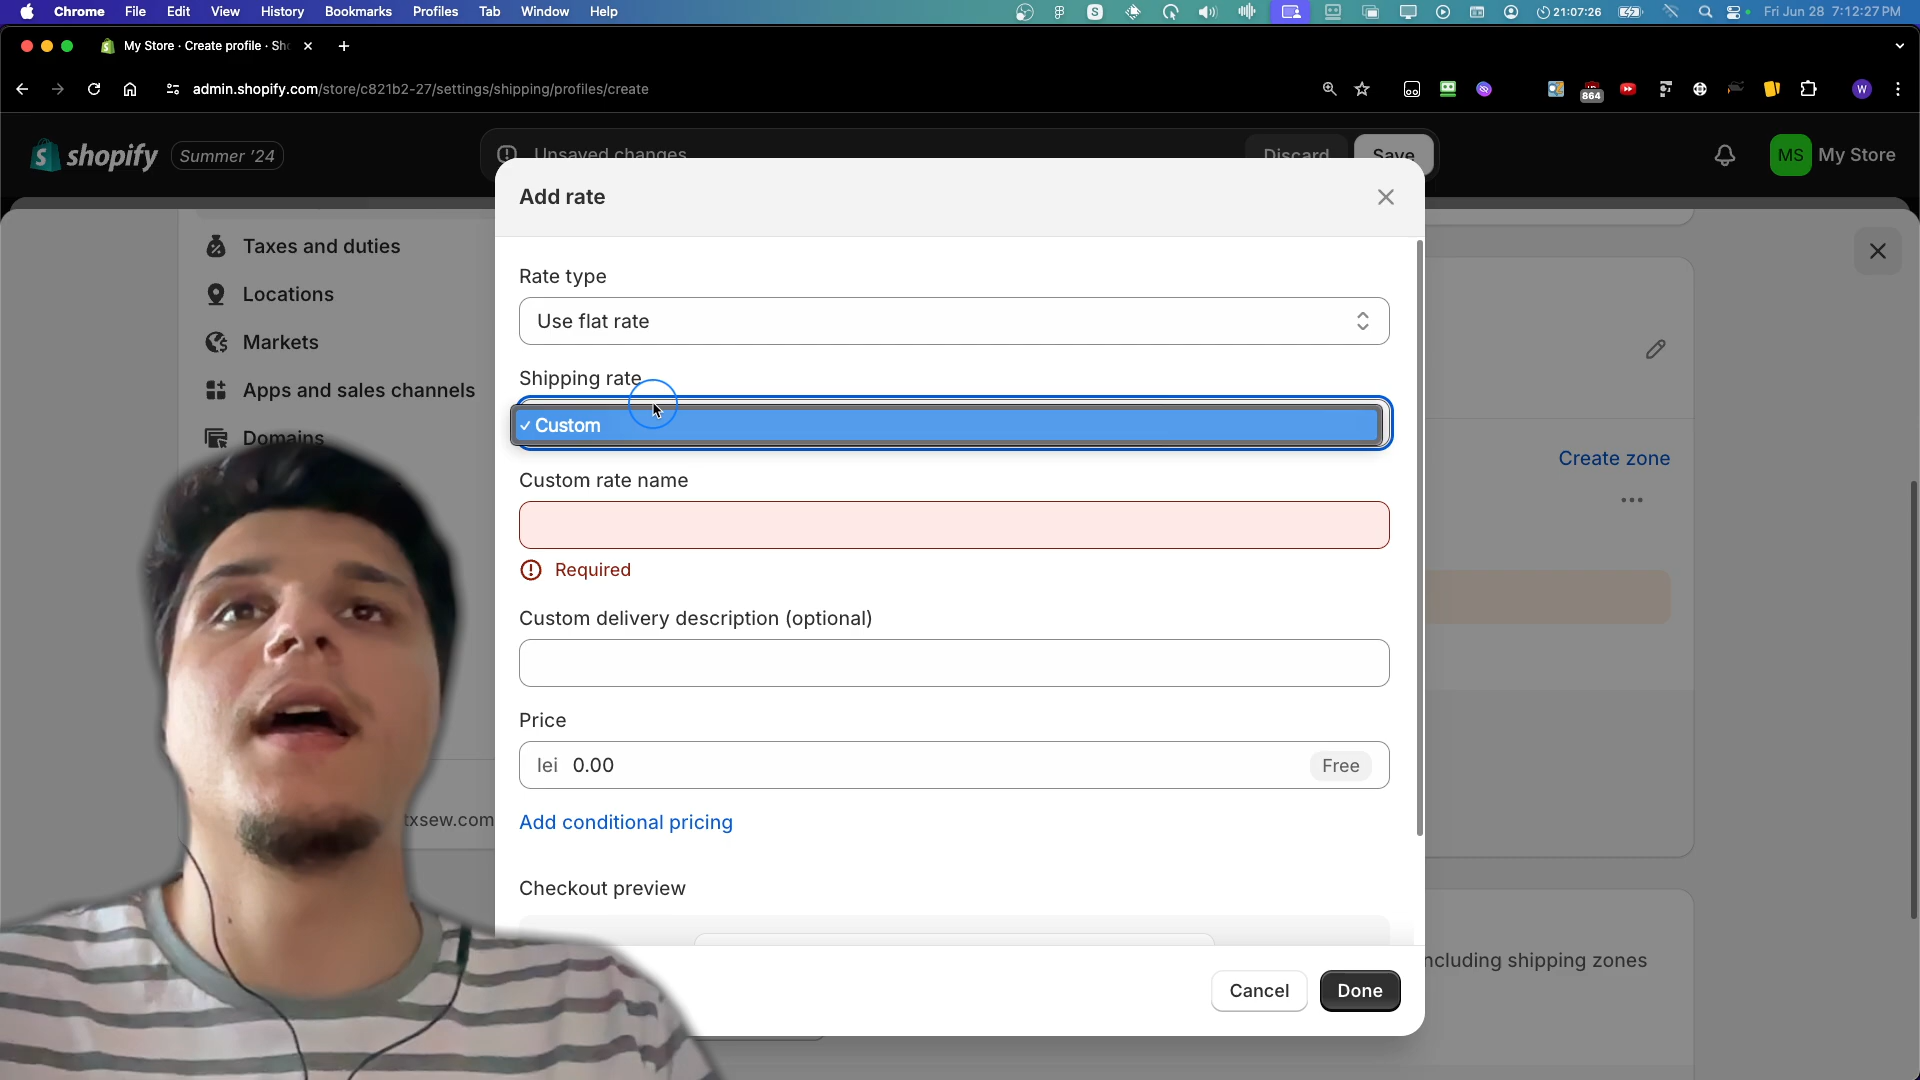 Chrome File Edit View History Bookmarks Profiles Tab Window Help 21:07:26 Fri Jun 28 7:12:27 PM
My Store · Create profile · Sh
admin.shopify.com/store/c821b2-27/settings/shipping/profiles/create 864 W
shopify Summer '24 Unsaved changes Discard Save MS My Store
Add rate
Taxes and duties
Locations
Markets
Apps and sales channels
Domains
Rate type
Use flat rate
Shipping rate
✓ Custom
Create zone
Custom rate name
Required
Custom delivery description (optional)
Price
lei 0.00 Free
txsew.com
Add conditional pricing
Checkout preview
ncluding shipping zones
Cancel Done